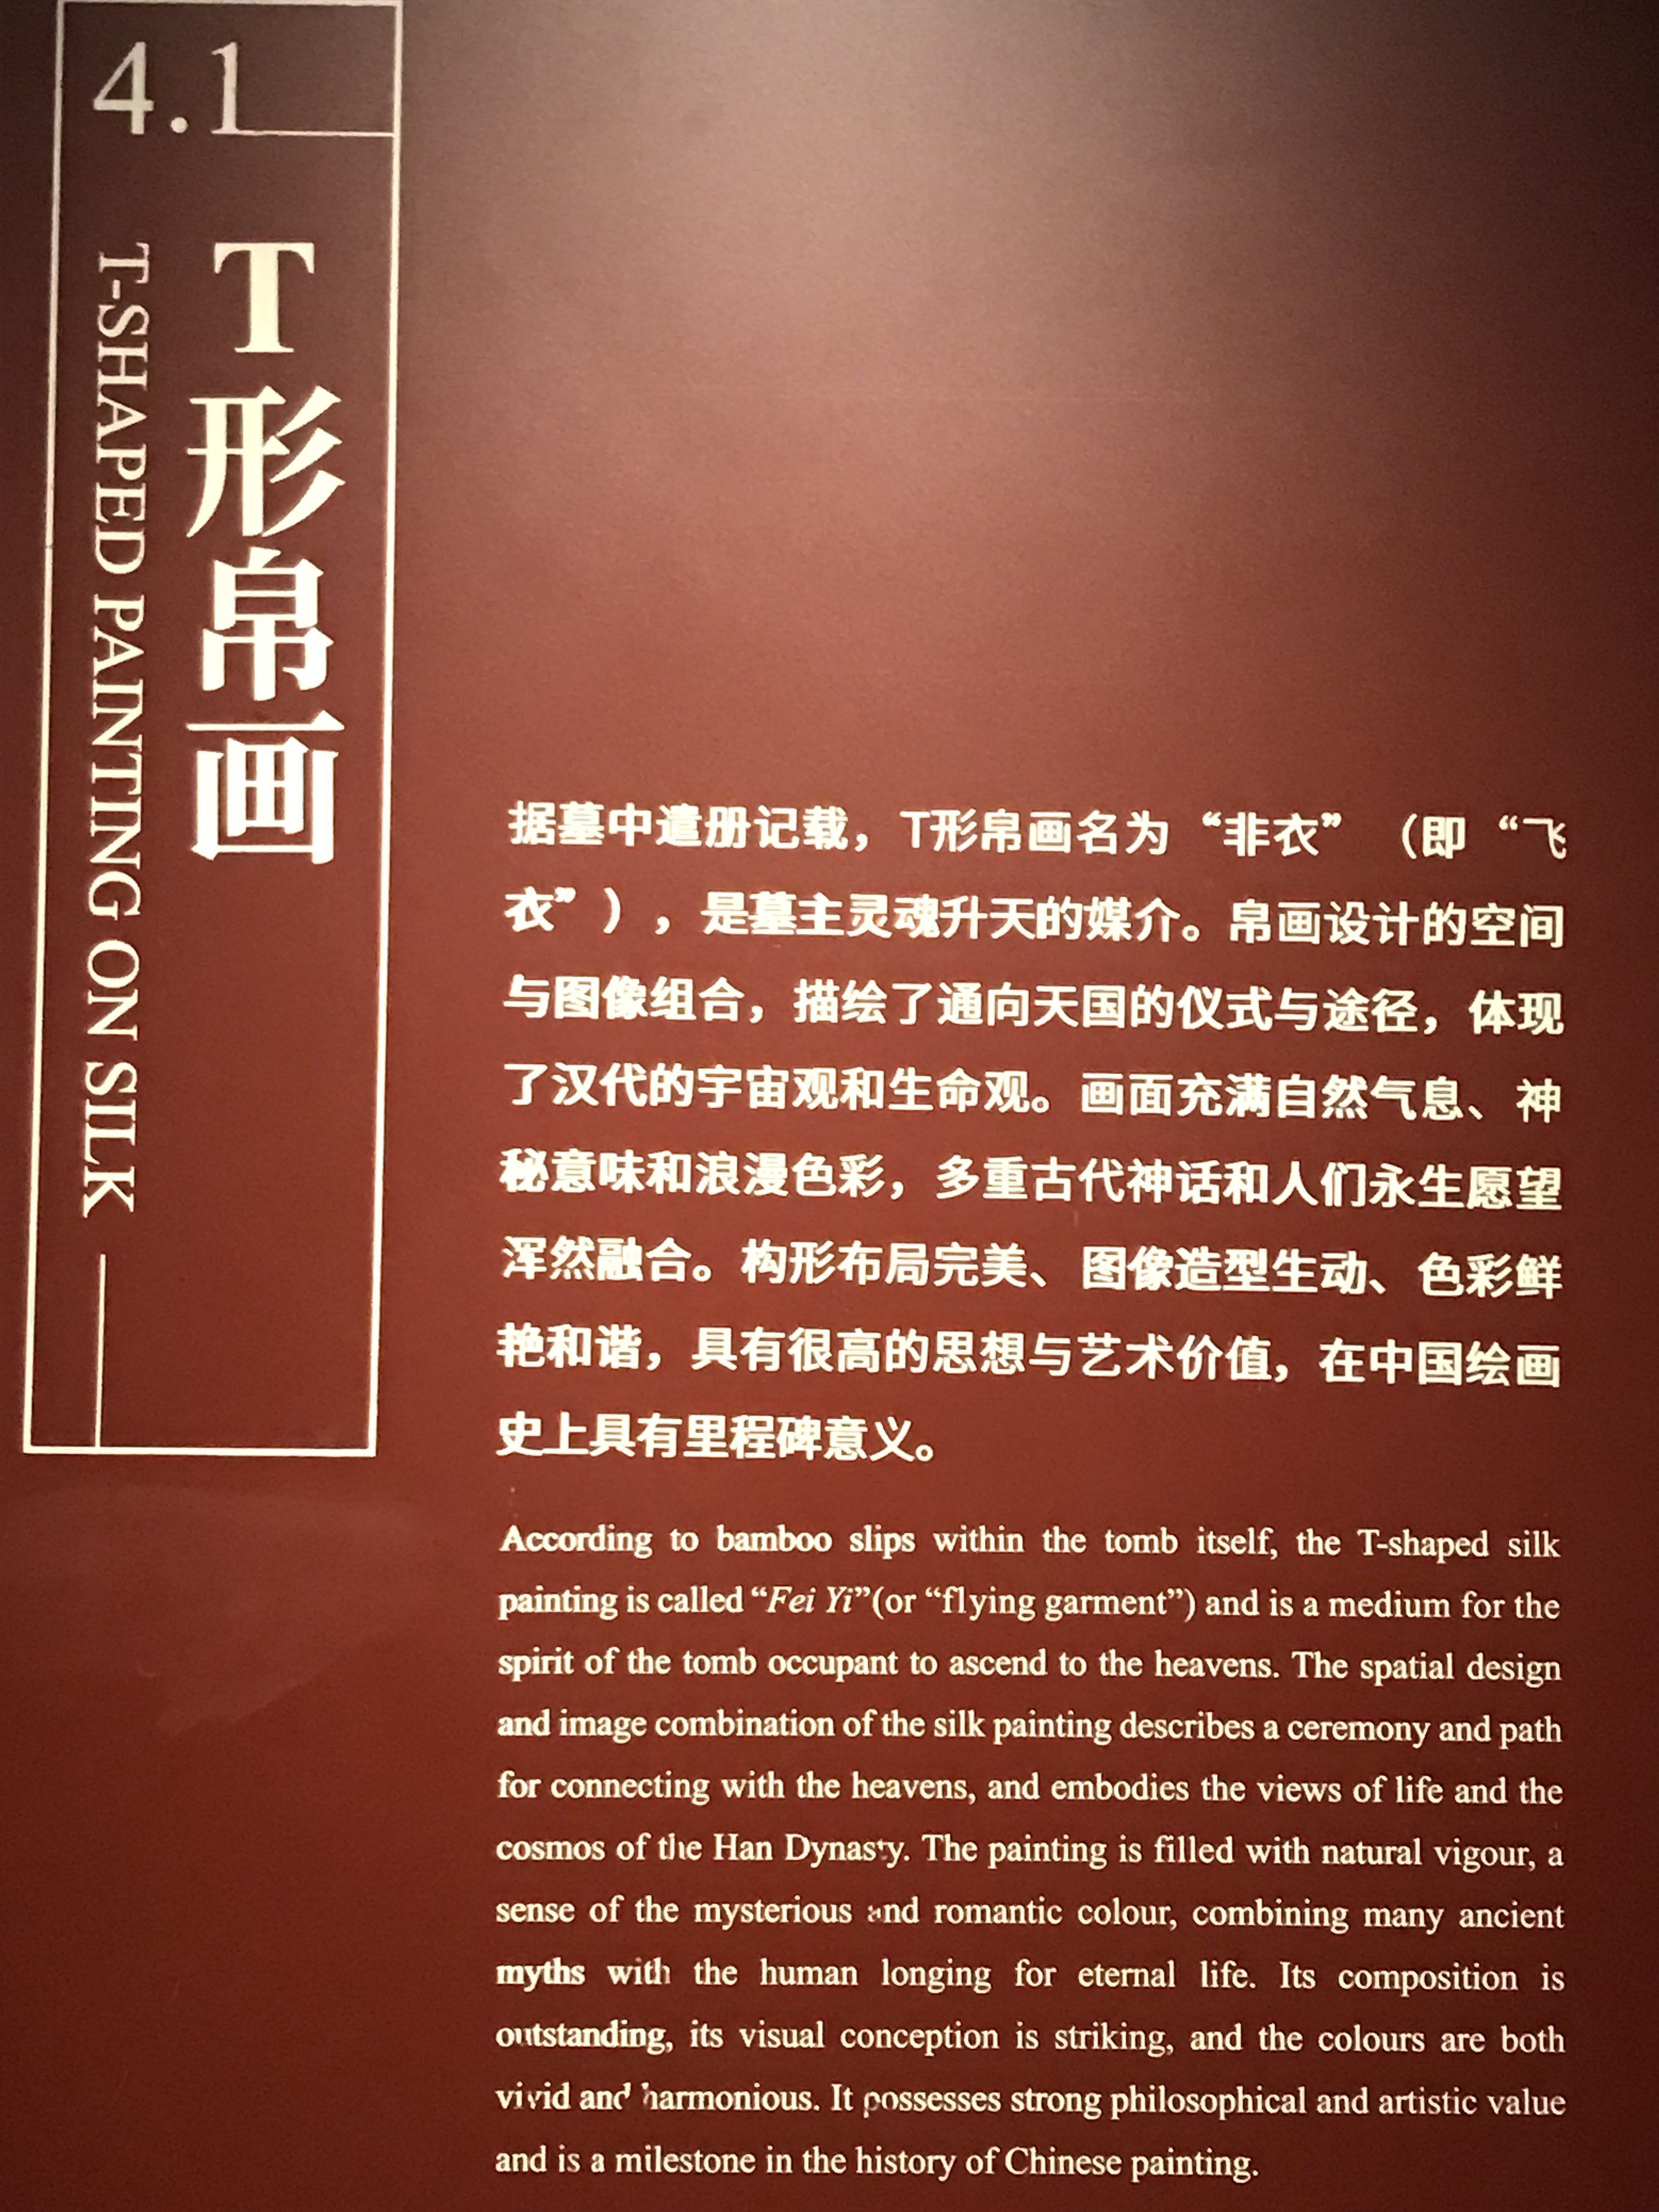 4.1
T形帛画
T-SHAPED PAINTING ON SILK
据墓中遣册记载，T形帛画名为“非衣”（即“飞
衣”），是墓主灵魂升天的媒介。帛画设计的空间
与图像组合，描绘了通向天国的仪式与途径，体现
了汉代的宇宙观和生命观。画面充满自然气息、神
秘意味和浪漫色彩，多重古代神话和人们永生愿望
浑然融合。构形布局完美、图像造型生动、色彩鲜
艳和谐，具有很高的思想与艺术价值，在中国绘画
史上具有里程碑意义。
According to bamboo slips within the tomb itself, the T-shaped silk
painting is called “Fei Yi”(or “flying garment”) and is a medium for the
spirit of the tomb occupant to ascend to the heavens. The spatial design
and image combination of the silk painting describes a ceremony and path
for connecting with the heavens, and embodies the views of life and the
cosmos of the Han Dynasty. The painting is filled with natural vigour, a
sense of the mysterious and romantic colour, combining many ancient
myths with the human longing for eternal life. Its composition is
outstanding, its visual conception is striking, and the colours are both
vivid and harmonious. It possesses strong philosophical and artistic value
and is a milestone in the history of Chinese painting.